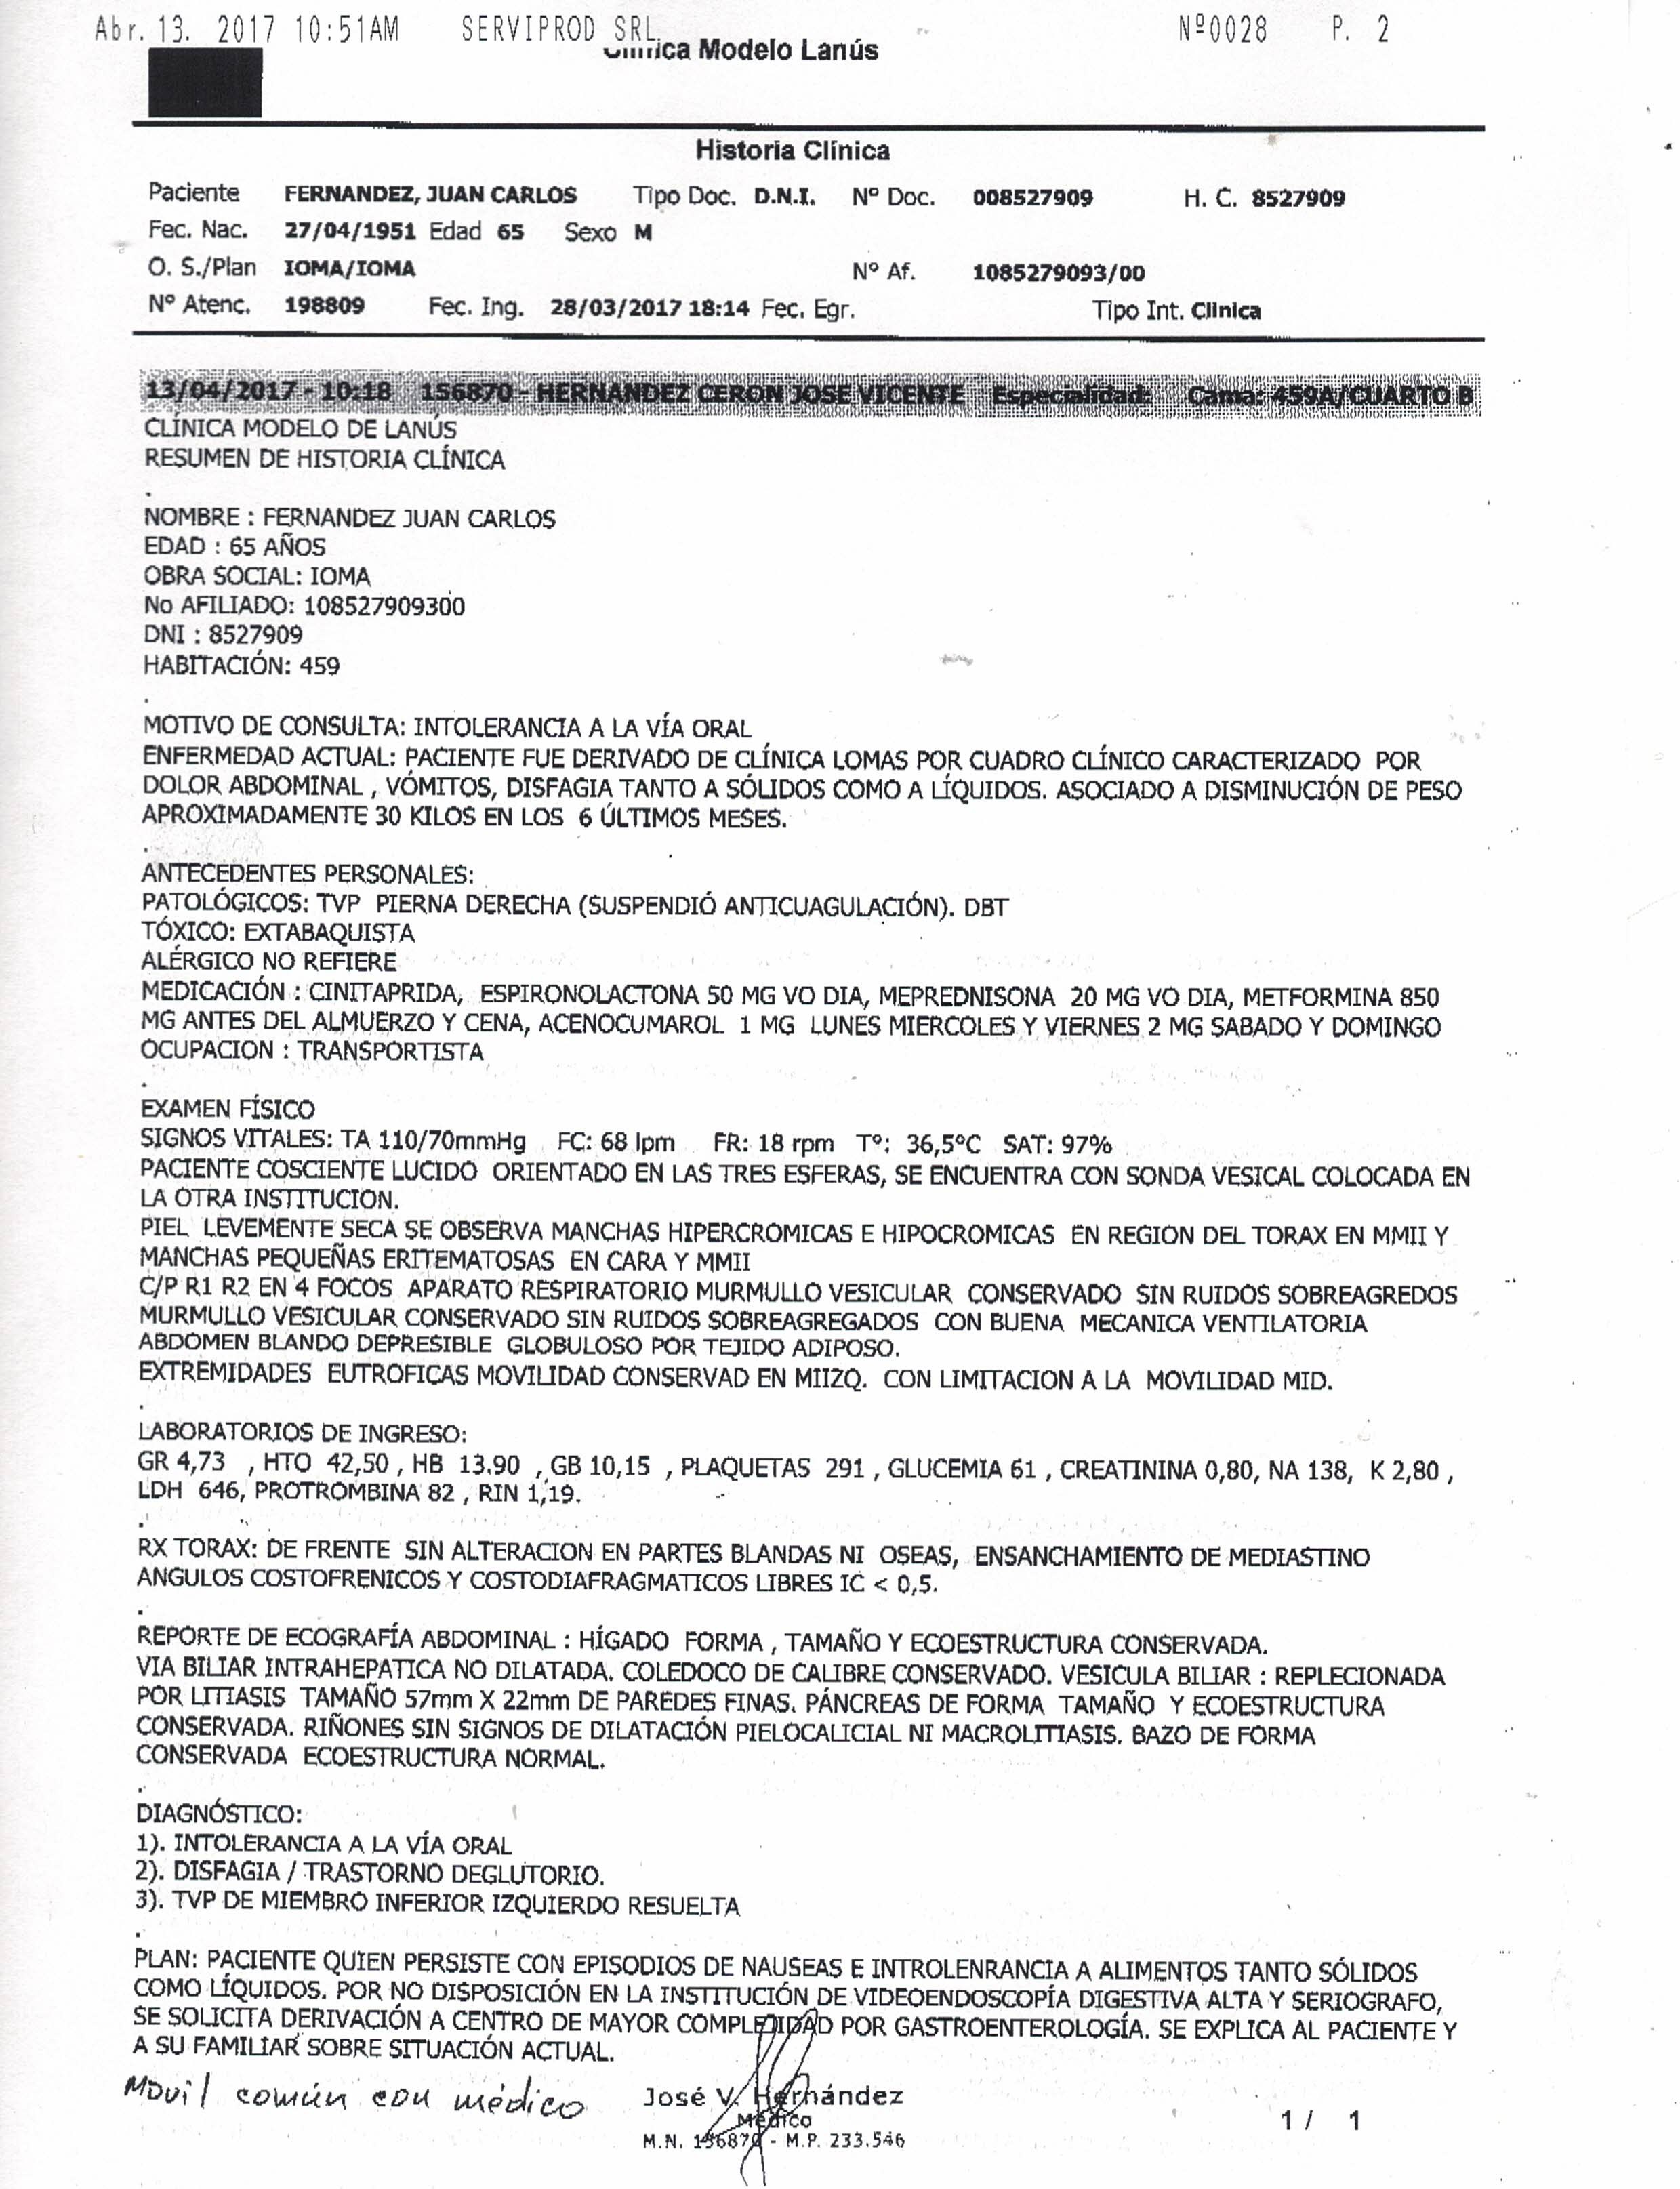 Abr. 13. 2017 10:51AM SERVIPROD SRL. Nº0028 P. 2
Clínica Modelo Lanús
Historia Clínica
Paciente FERNANDEZ, JUAN CARLOS Tipo Doc. D.N.I. Nº Doc. 008527909 H. C. 8527909
Fec. Nac. 27/04/1951 Edad 65 Sexo M
O. S./Plan IOMA/IOMA Nº Af. 1085279093/00
Nº Atenc. 198809 Fec. Ing. 28/03/2017 18:14 Fec. Egr. Tipo Int. Clinica
13/04/2017 - 10:18 156870 - HERNANDEZ CERON JOSE VICENTE Especialidad: Cama: 459A/CUARTO B
CLÍNICA MODELO DE LANÚS
RESUMEN DE HISTORIA CLÍNICA
.
NOMBRE : FERNANDEZ JUAN CARLOS
EDAD : 65 AÑOS
OBRA SOCIAL: IOMA
No AFILIADO: 108527909300
DNI : 8527909
HABITACIÓN: 459
.
MOTIVO DE CONSULTA: INTOLERANCIA A LA VÍA ORAL
ENFERMEDAD ACTUAL: PACIENTE FUE DERIVADO DE CLÍNICA LOMAS POR CUADRO CLÍNICO CARACTERIZADO POR
DOLOR ABDOMINAL , VÓMITOS, DISFAGIA TANTO A SÓLIDOS COMO A LÍQUIDOS. ASOCIADO A DISMINUCIÓN DE PESO
APROXIMADAMENTE 30 KILOS EN LOS 6 ÚLTIMOS MESES.
.
ANTECEDENTES PERSONALES:
PATOLÓGICOS: TVP PIERNA DERECHA (SUSPENDIÓ ANTICUAGULACIÓN). DBT
TÓXICO: EXTABAQUISTA
ALÉRGICO NO REFIERE
MEDICACIÓN : CINITAPRIDA, ESPIRONOLACTONA 50 MG VO DIA, MEPREDNISONA 20 MG VO DIA, METFORMINA 850
MG ANTES DEL ALMUERZO Y CENA, ACENOCUMAROL 1 MG LUNES MIERCOLES Y VIERNES 2 MG SABADO Y DOMINGO
OCUPACION : TRANSPORTISTA
.
EXAMEN FÍSICO
SIGNOS VITALES: TA 110/70mmHg FC: 68 lpm FR: 18 rpm Tº: 36,5ºC SAT: 97%
PACIENTE COSCIENTE LUCIDO ORIENTADO EN LAS TRES ESFERAS, SE ENCUENTRA CON SONDA VESICAL COLOCADA EN
LA OTRA INSTITUCION.
PIEL LEVEMENTE SECA SE OBSERVA MANCHAS HIPERCROMICAS E HIPOCROMICAS EN REGION DEL TORAX EN MMII Y
MANCHAS PEQUEÑAS ERITEMATOSAS EN CARA Y MMII
C/P R1 R2 EN 4 FOCOS APARATO RESPIRATORIO MURMULLO VESICULAR CONSERVADO SIN RUIDOS SOBREAGREDOS
MURMULLO VESICULAR CONSERVADO SIN RUIDOS SOBREAGREGADOS CON BUENA MECANICA VENTILATORIA
ABDOMEN BLANDO DEPRESIBLE GLOBULOSO POR TEJIDO ADIPOSO.
EXTREMIDADES EUTROFICAS MOVILIDAD CONSERVAD EN MIIZQ. CON LIMITACION A LA MOVILIDAD MID.
.
LABORATORIOS DE INGRESO:
GR 4,73 , HTO 42,50 , HB 13.90 , GB 10,15 , PLAQUETAS 291 , GLUCEMIA 61 , CREATININA 0,80, NA 138, K 2,80 ,
LDH 646, PROTROMBINA 82 , RIN 1,19.
.
RX TORAX: DE FRENTE SIN ALTERACION EN PARTES BLANDAS NI OSEAS, ENSANCHAMIENTO DE MEDIASTINO
ANGULOS COSTOFRENICOS Y COSTODIAFRAGMATICOS LIBRES IC < 0,5.
.
REPORTE DE ECOGRAFÍA ABDOMINAL : HÍGADO FORMA , TAMAÑO Y ECOESTRUCTURA CONSERVADA.
VIA BILIAR INTRAHEPATICA NO DILATADA. COLEDOCO DE CALIBRE CONSERVADO. VESICULA BILIAR : REPLECIONADA
POR LITIASIS TAMAÑO 57mm X 22mm DE PAREDES FINAS. PÁNCREAS DE FORMA TAMAÑO Y ECOESTRUCTURA
CONSERVADA. RIÑONES SIN SIGNOS DE DILATACIÓN PIELOCALICIAL NI MACROLITIASIS. BAZO DE FORMA
CONSERVADA ECOESTRUCTURA NORMAL.
.
DIAGNÓSTICO:
1). INTOLERANCIA A LA VÍA ORAL
2). DISFAGIA / TRASTORNO DEGLUTORIO.
3). TVP DE MIEMBRO INFERIOR IZQUIERDO RESUELTA
.
PLAN: PACIENTE QUIEN PERSISTE CON EPISODIOS DE NAUSEAS E INTROLENRANCIA A ALIMENTOS TANTO SÓLIDOS
COMO LÍQUIDOS. POR NO DISPOSICIÓN EN LA INSTITUCIÓN DE VIDEOENDOSCOPÍA DIGESTIVA ALTA Y SERIOGRAFO,
SE SOLICITA DERIVACIÓN A CENTRO DE MAYOR COMPLEJIDAD POR GASTROENTEROLOGÍA. SE EXPLICA AL PACIENTE Y
A SU FAMILIAR SOBRE SITUACIÓN ACTUAL.
Movil común con médico
José V. Hernández
Médico
M.N. 156870 - M.P. 233.546
1 / 1